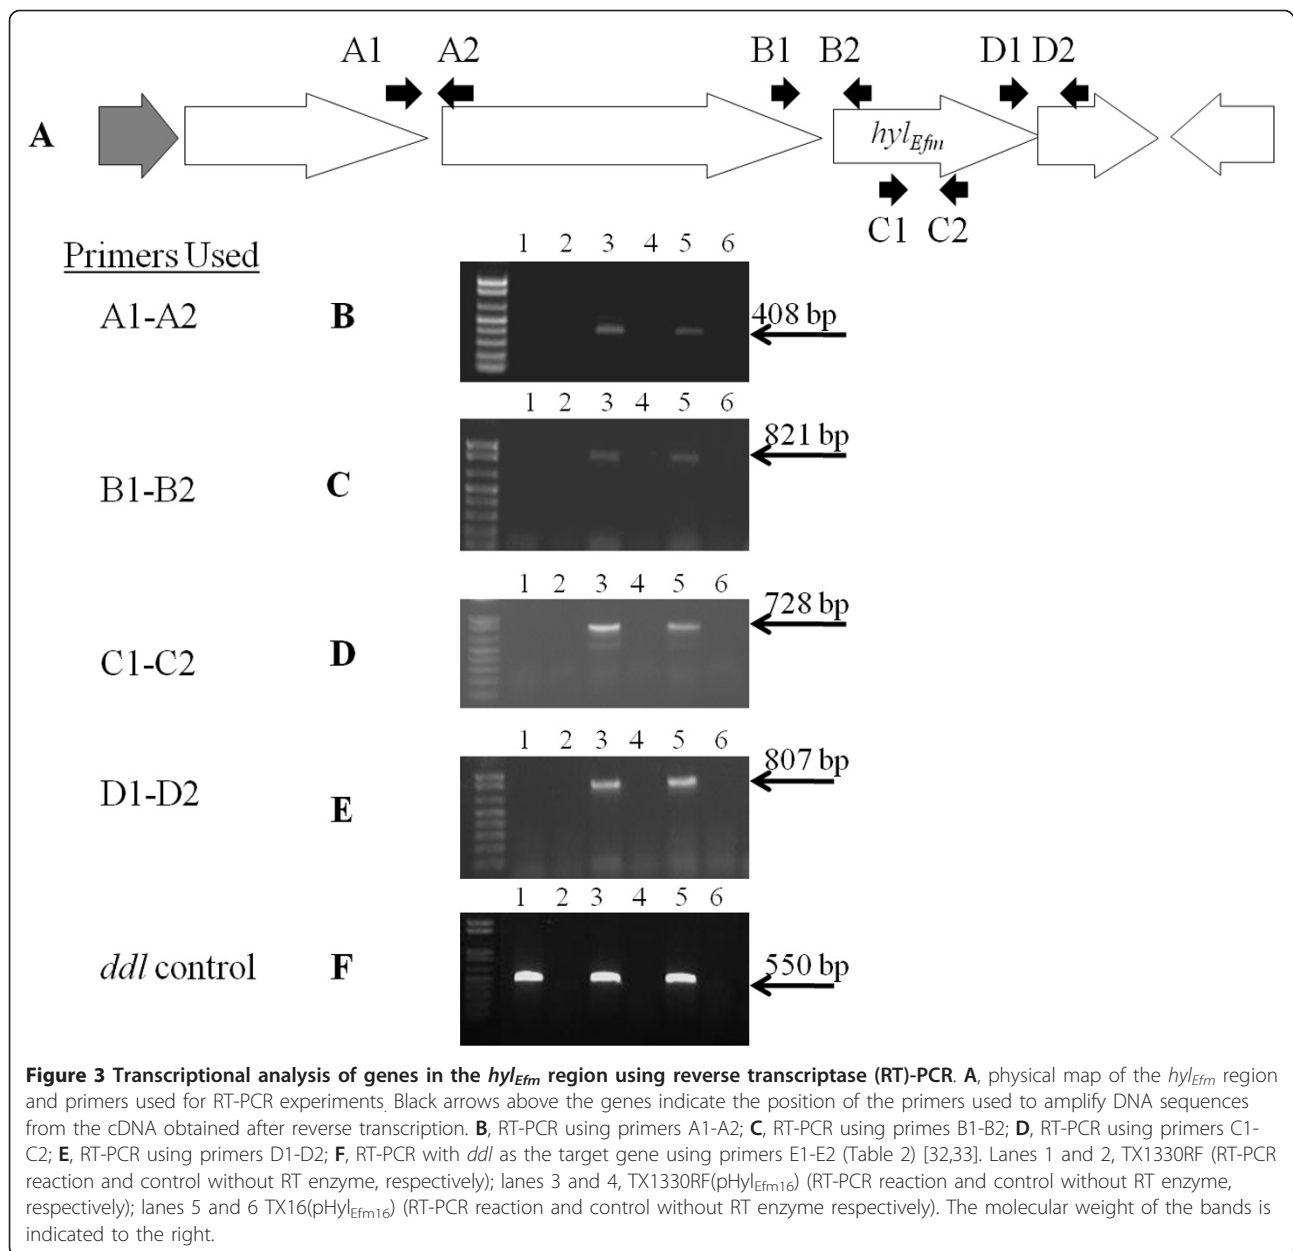 A1 A2 B1 B2 D1 D2
A
hyl_Efm
C1 C2
Primers Used
1 2 3 4 5 6
A1-A2 B 408 bp
1 2 3 4 5 6
B1-B2 C 821 bp
1 2 3 4 5 6
C1-C2 D 728 bp
1 2 3 4 5 6
D1-D2 E 807 bp
1 2 3 4 5 6
ddl control F 550 bp
Figure 3 Transcriptional analysis of genes in the hyl_Efm region using reverse transcriptase (RT)-PCR. A, physical map of the hyl_Efm region
and primers used for RT-PCR experiments. Black arrows above the genes indicate the position of the primers used to amplify DNA sequences
from the cDNA obtained after reverse transcription. B, RT-PCR using primers A1-A2; C, RT-PCR using primes B1-B2; D, RT-PCR using primers C1-
C2; E, RT-PCR using primers D1-D2; F, RT-PCR with ddl as the target gene using primers E1-E2 (Table 2) [32,33]. Lanes 1 and 2, TX1330RF (RT-PCR
reaction and control without RT enzyme, respectively); lanes 3 and 4, TX1330RF(pHyl_Efm16) (RT-PCR reaction and control without RT enzyme,
respectively); lanes 5 and 6 TX16(pHyl_Efm16) (RT-PCR reaction and control without RT enzyme respectively). The molecular weight of the bands is
indicated to the right.